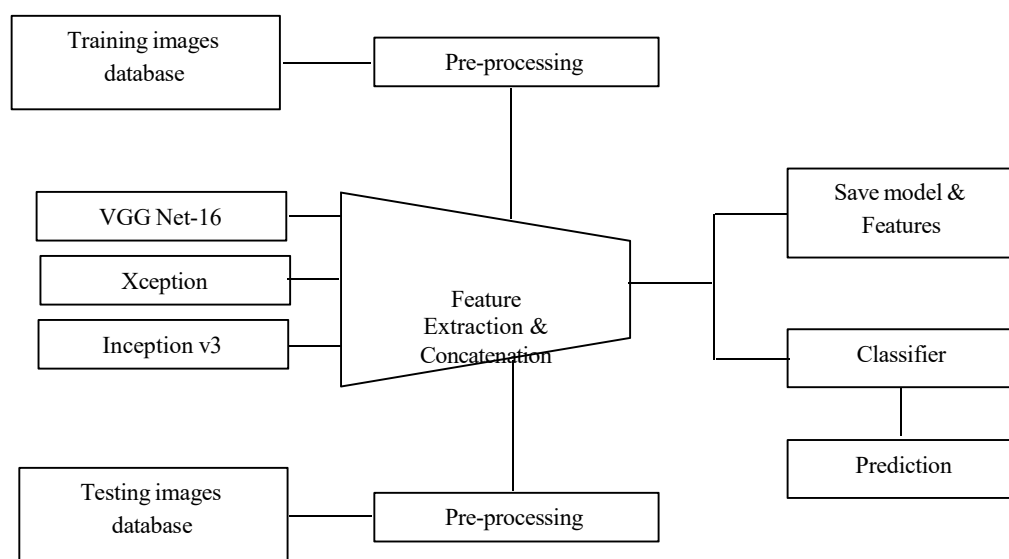 Training images
database
Pre-processing
VGG Net-16
Xception
Inception v3
Feature
Extraction &
Concatenation
Save model &
Features
Classifier
Prediction
Testing images
database
Pre-processing